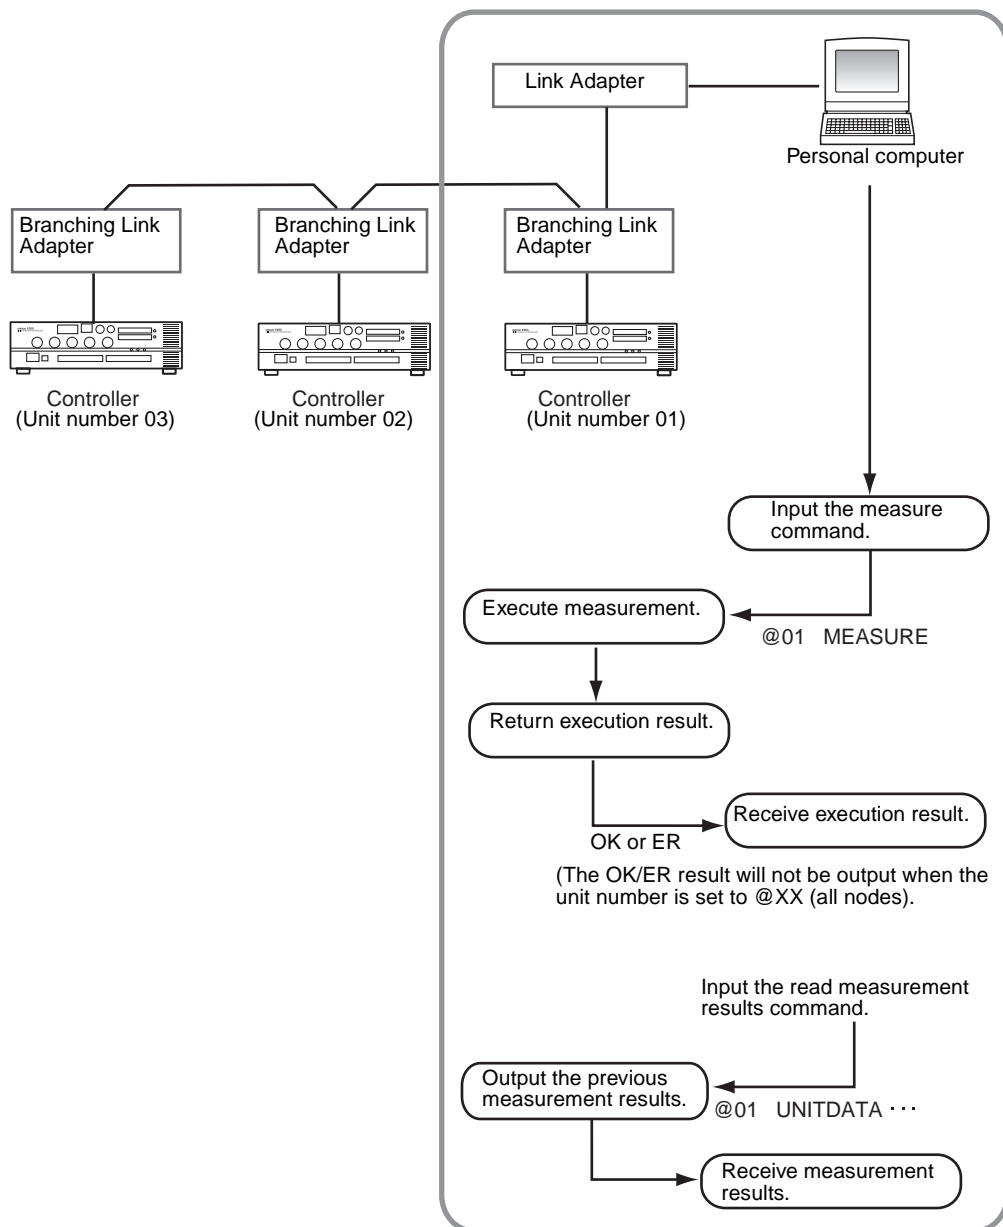 Link Adapter
Personal computer
Branching Link
Adapter
Branching Link
Adapter
Branching Link
Adapter
Controller
(Unit number 03)
Controller
(Unit number 02)
Controller
(Unit number 01)
Input the measure
command.
Execute measurement.
@01 MEASURE
Return execution result.
Receive execution result.
OK or ER
(The OK/ER result will not be output when the
unit number is set to @XX (all nodes).
Input the read measurement
results command.
Output the previous
measurement results.
@01 UNITDATA ···
Receive measurement
results.